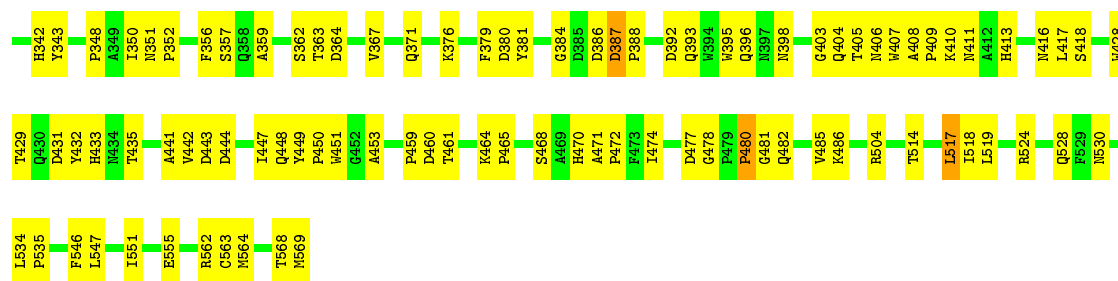 H342 Y343 P348 A349 I350 N351 P352 F356 S357 Q358 A359 S362 T363 D364 V367 Q371 K376 F379 D380 Y381 G384 D385 D386 D387 P388 D392 Q393 W394 W395 Q396 N397 N398 G403 Q404 T405 N406 W407 A408 P409 K410 N411 A412 H413 N416 L417 S418 W428
T429 Q430 D431 Y432 H433 N434 T435 A441 V442 D443 D444 I447 Q448 Y449 P450 W451 G452 A453 P459 D460 T461 K464 P465 S468 A469 H470 A471 P472 F473 I474 D477 G478 P479 P480 G481 Q482 V485 K486 R504 T514 L517 I518 L519 R524 Q528 F529 N530
L534 P535 F546 L547 I551 E555 R562 C563 M564 T568 M569